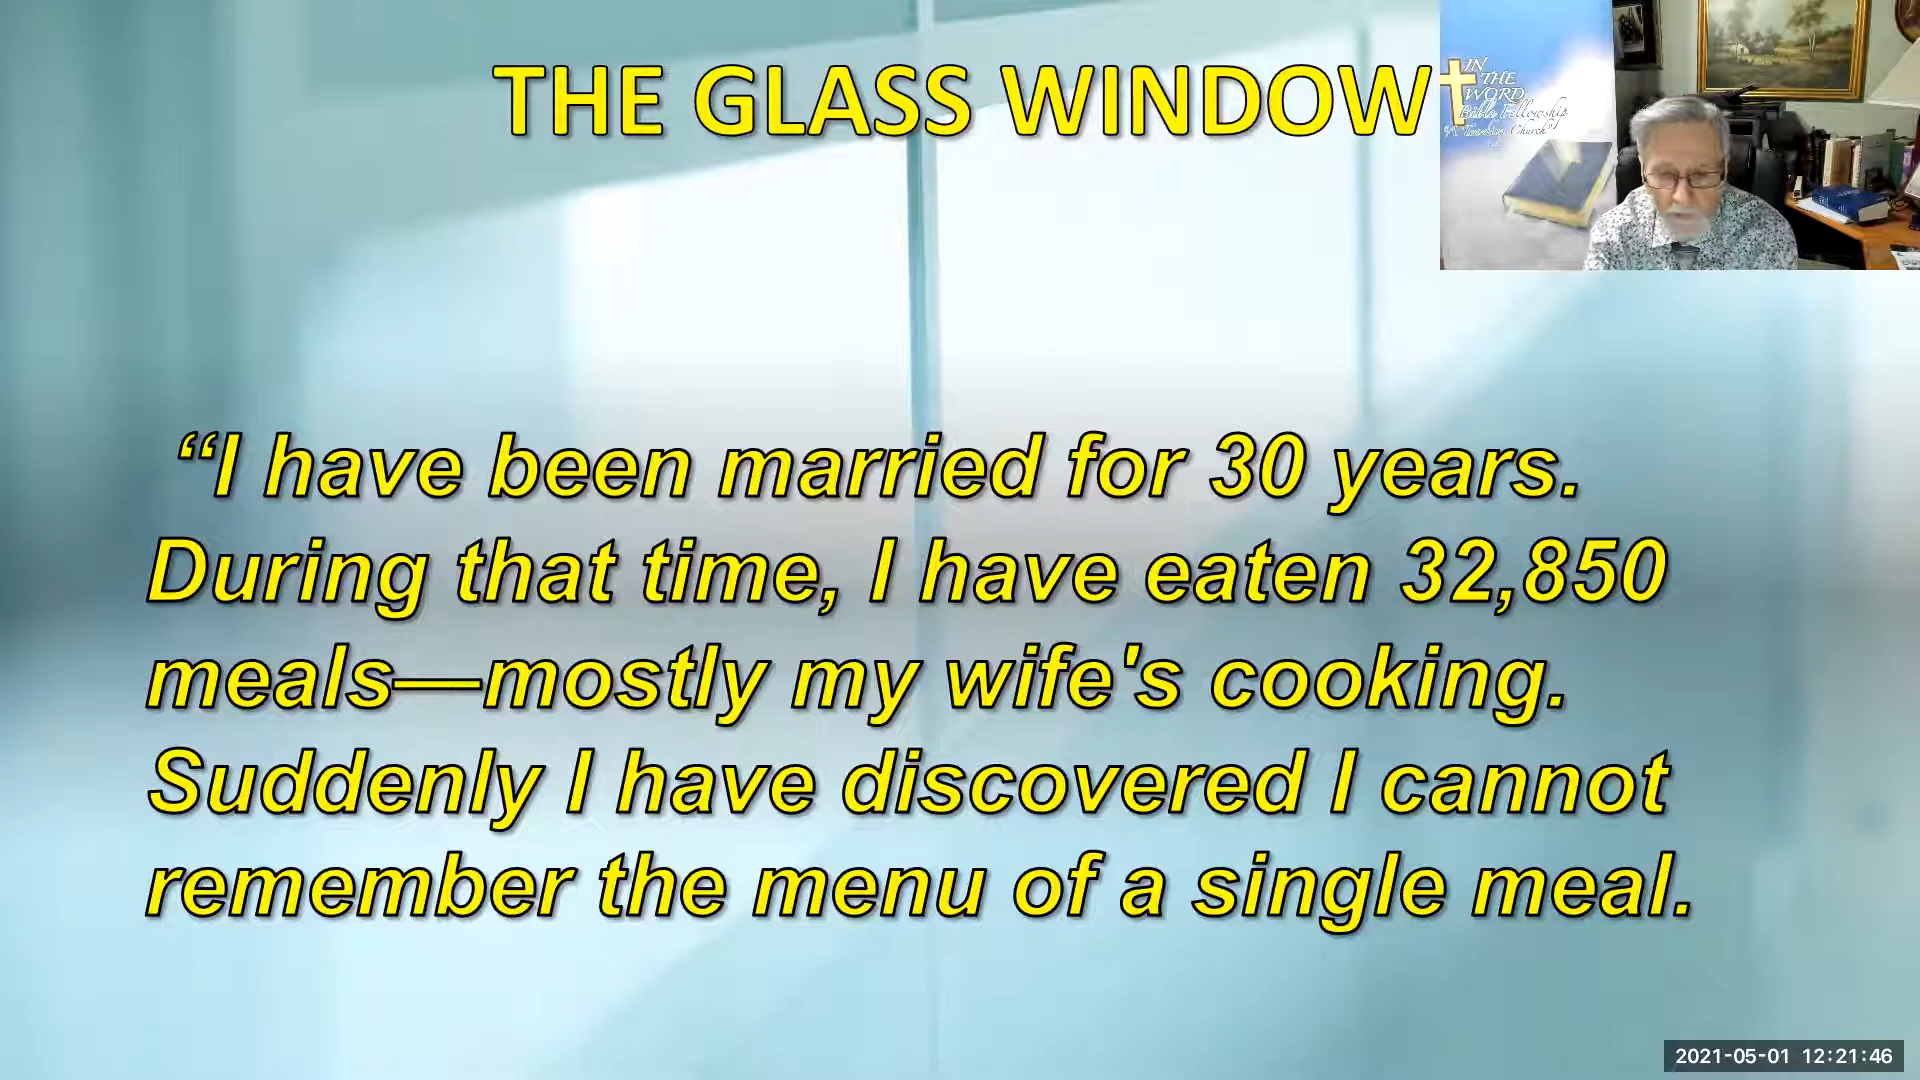 THE GLASS WINDOW
IN
THE
WORD
Bible Fellowship
"I have been married for 30 years.
During that time, I have eaten 32,850
meals—mostly my wife's cooking.
Suddenly I have discovered I cannot
remember the menu of a single meal.
2021-05-01 12:21:46